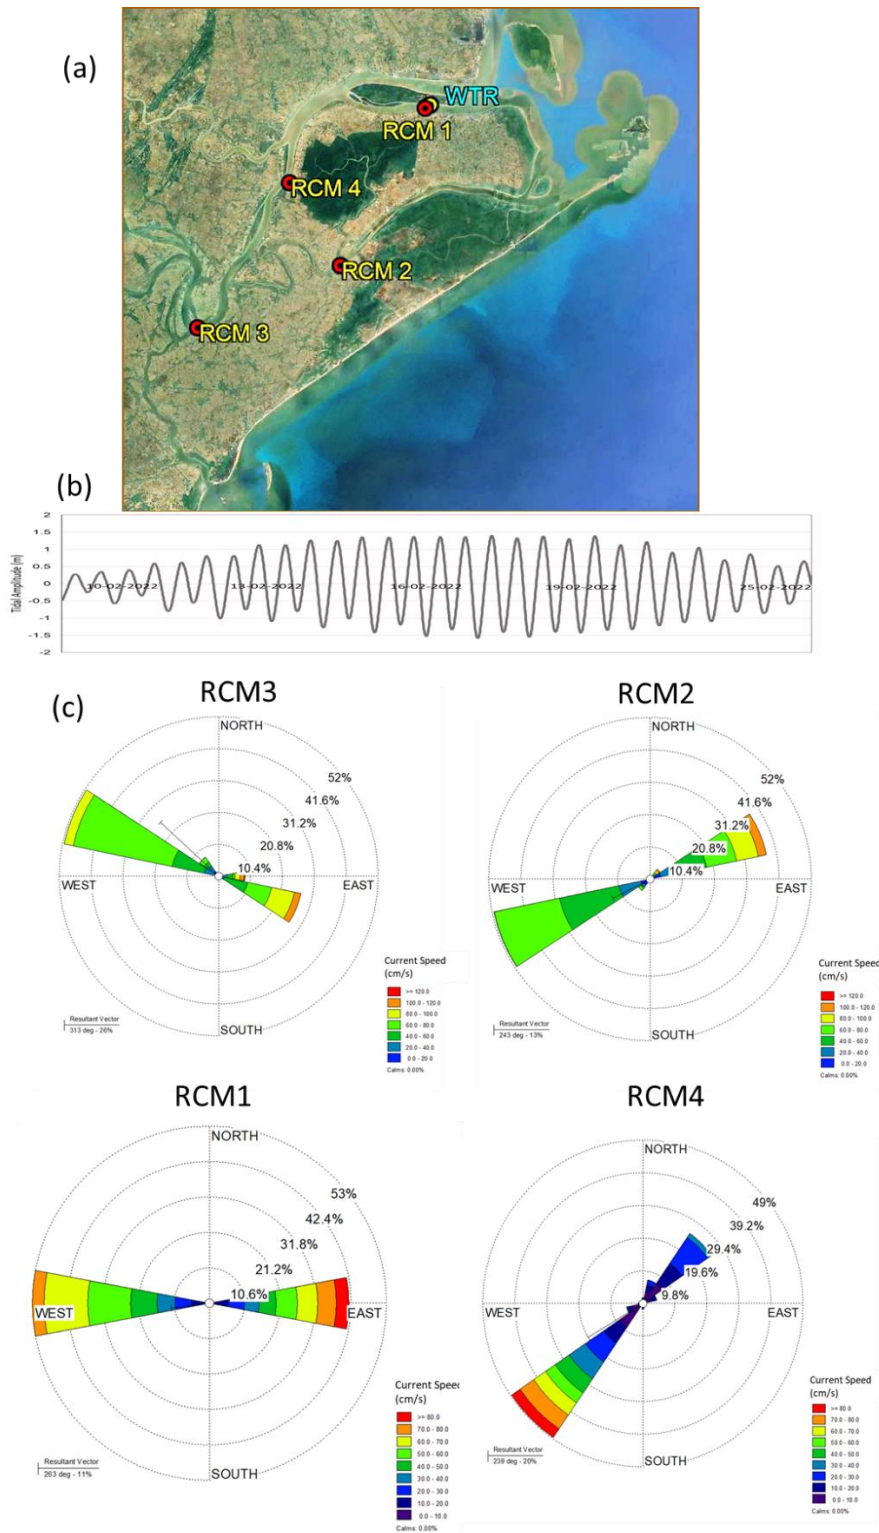 (a)
WTR
RCM 1
RCM 4
RCM 2
RCM 3
(b)
Tidal Amplitude (m)
2
1.5
1
0.5
0
-0.5
-1
-1.5
-2
10-02-2022
13-02-2022
16-02-2022
19-02-2022
25-02-2022
(c)
RCM3
NORTH
52%
41.6%
31.2%
20.8%
10.4%
WEST
EAST
SOUTH
Resultant Vector
313 deg - 26%
Current Speed
(cm/s)
>= 120.0
100.0 - 120.0
80.0 - 100.0
60.0 - 80.0
40.0 - 60.0
20.0 - 40.0
0.0 - 20.0
Calms: 0.00%
RCM2
NORTH
52%
41.6%
31.2%
20.8%
10.4%
WEST
EAST
SOUTH
Resultant Vector
243 deg - 13%
Current Speed
(cm/s)
>= 120.0
100.0 - 120.0
80.0 - 100.0
60.0 - 80.0
40.0 - 60.0
20.0 - 40.0
0.0 - 20.0
Calms: 0.00%
RCM1
NORTH
53%
42.4%
31.8%
21.2%
10.6%
WEST
EAST
SOUTH
Resultant Vector
263 deg - 11%
Current Speed
(cm/s)
>= 80.0
70.0 - 80.0
60.0 - 70.0
50.0 - 60.0
40.0 - 50.0
30.0 - 40.0
20.0 - 30.0
10.0 - 20.0
0.0 - 10.0
Calms: 0.00%
RCM4
NORTH
49%
39.2%
29.4%
19.6%
9.8%
WEST
EAST
SOUTH
Resultant Vector
239 deg - 20%
Current Speed
(cm/s)
>= 80.0
70.0 - 80.0
60.0 - 70.0
50.0 - 60.0
40.0 - 50.0
30.0 - 40.0
20.0 - 30.0
10.0 - 20.0
0.0 - 10.0
Calms: 0.00%